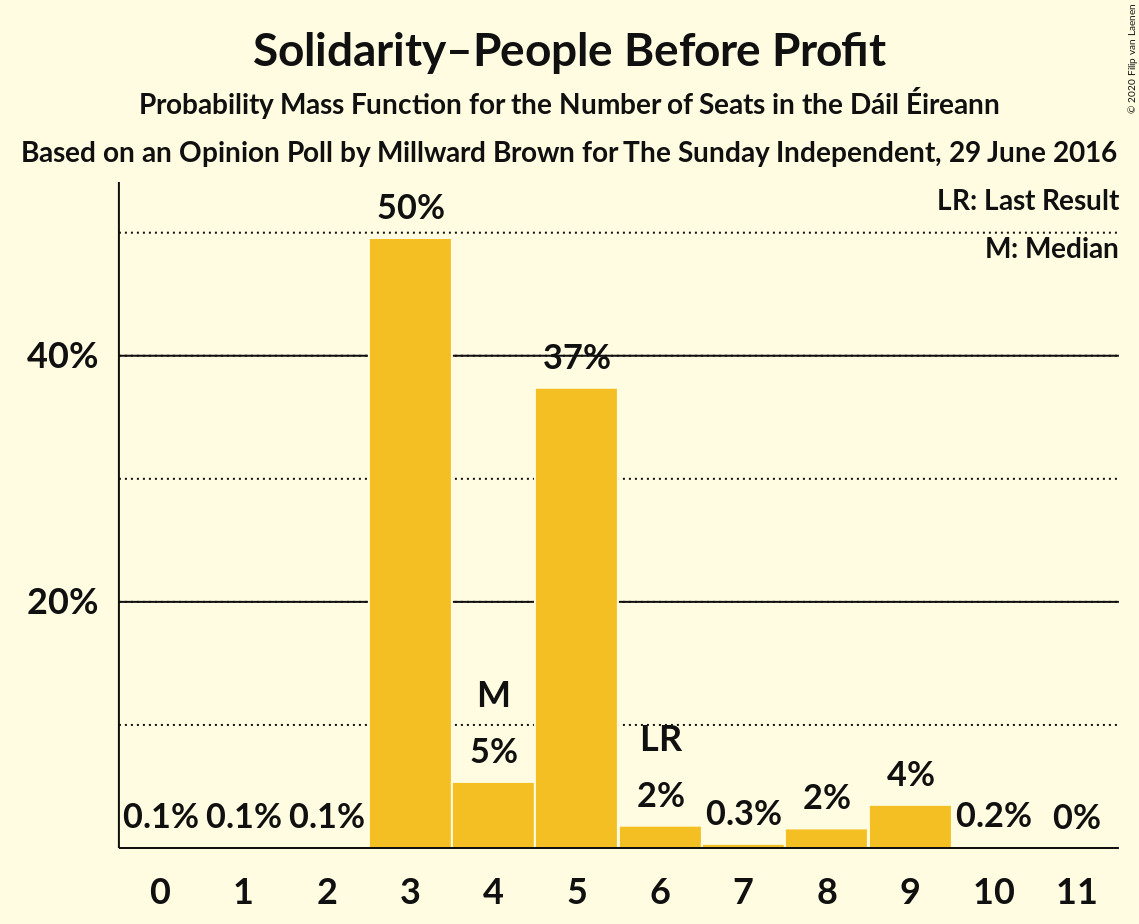 Solidarity–People Before Profit
Probability Mass Function for the Number of Seats in the Dáil Éireann
Based on an Opinion Poll by Millward Brown for The Sunday Independent, 29 June 2016
© 2020 Filip van Laenen
LR: Last Result
M: Median
50%
40%
37%
20%
M
5%
LR
2%
0.1% 0.1% 0.1%
0.3%
2%
4%
0.2%
0%
0 1 2 3 4 5 6 7 8 9 10 11